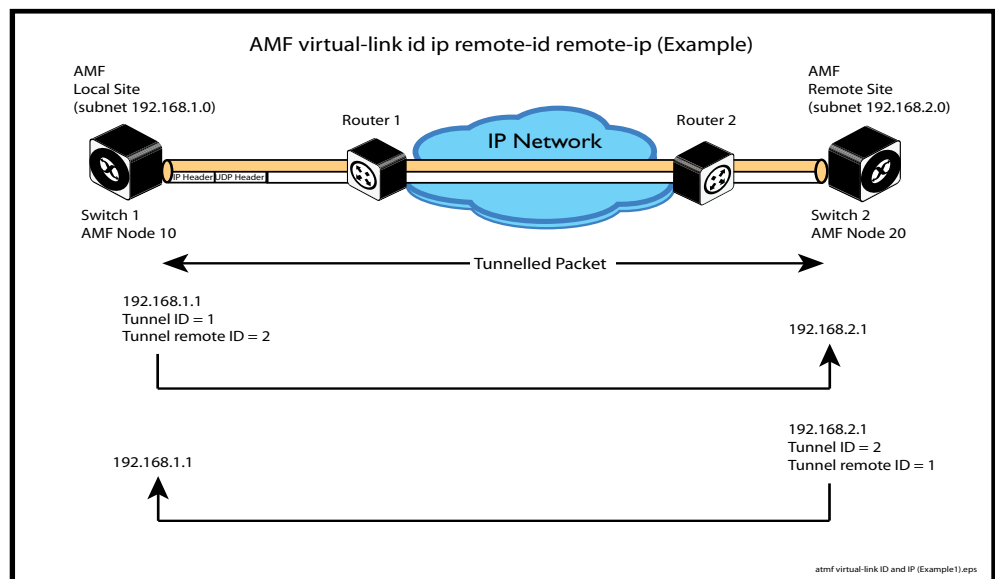 AMF virtual-link id ip remote-id remote-ip (Example)
AMF
Local Site
(subnet 192.168.1.0)
AMF
Remote Site
(subnet 192.168.2.0)
Router 1
IP Network
Router 2
IP Header
UDP Header
Switch 1
AMF Node 10
Switch 2
AMF Node 20
Tunnelled Packet
192.168.1.1
Tunnel ID = 1
Tunnel remote ID = 2
192.168.2.1
192.168.2.1
Tunnel ID = 2
Tunnel remote ID = 1
192.168.1.1
atmf virtual-link ID and IP (Example1).eps